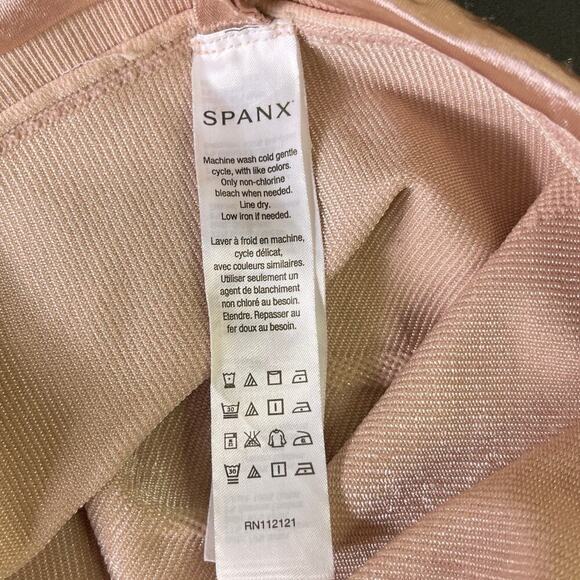 SPANX
Machine wash cold gentle
cycle, with like colors.
Only non-chlorine
bleach when needed.
Line dry.
Low iron if needed.
Laver à froid en machine,
cycle délicat,
avec couleurs similaires.
Utiliser seulement un
agent de blanchiment
non chloré au besoin.
Etendre. Repasser au
fer doux au besoin.
30
30
RN112121